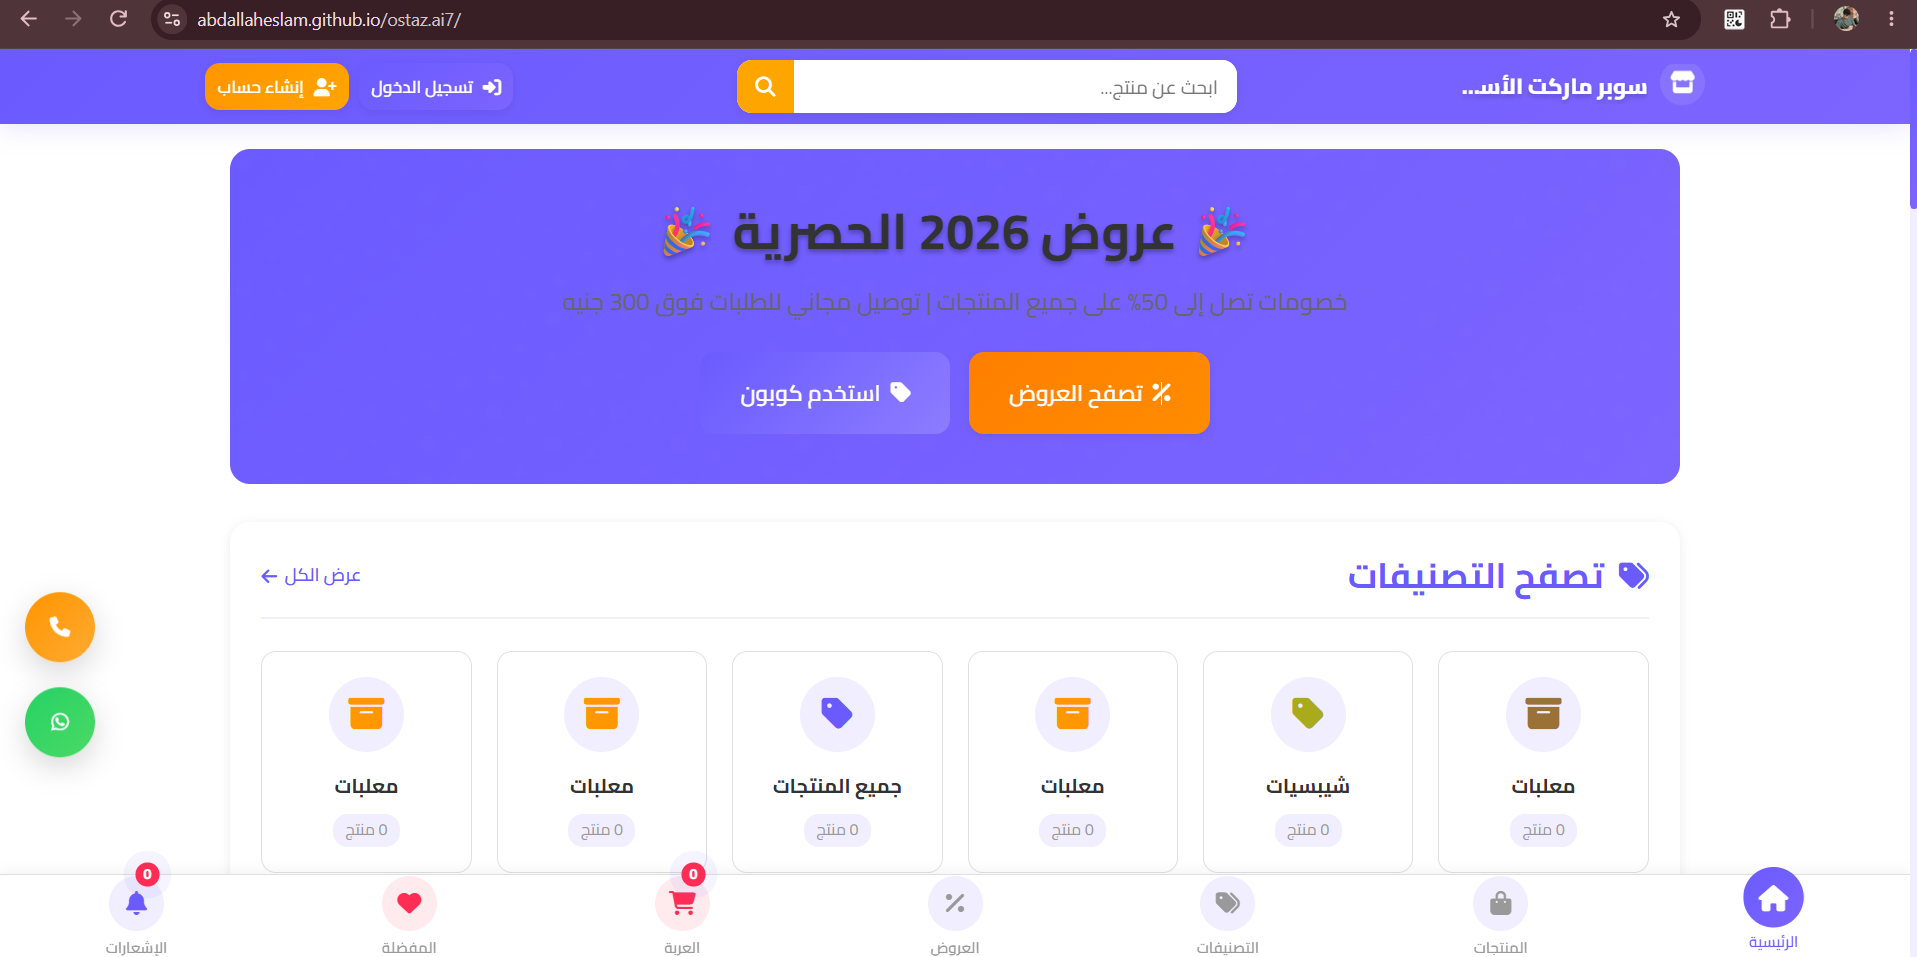 abdallaheslam.github.io/ostaz.ai7/
سوبر ماركت الأســ...
ابحث عن منتج...
تسجيل الدخول
إنشاء حساب
🎉 عروض 2026 الحصرية 🎉
خصومات تصل إلى 50% على جميع المنتجات | توصيل مجاني للطلبات فوق 300 جنيه
تصفح العروض
استخدم كوبون
تصفح التصنيفات
عرض الكل ←
معلبات
0 منتج
شيبسيات
0 منتج
معلبات
0 منتج
جميع المنتجات
0 منتج
معلبات
0 منتج
معلبات
0 منتج
الرئيسية
المنتجات
التصنيفات
العروض
0
العربة
المفضلة
0
الإشعارات